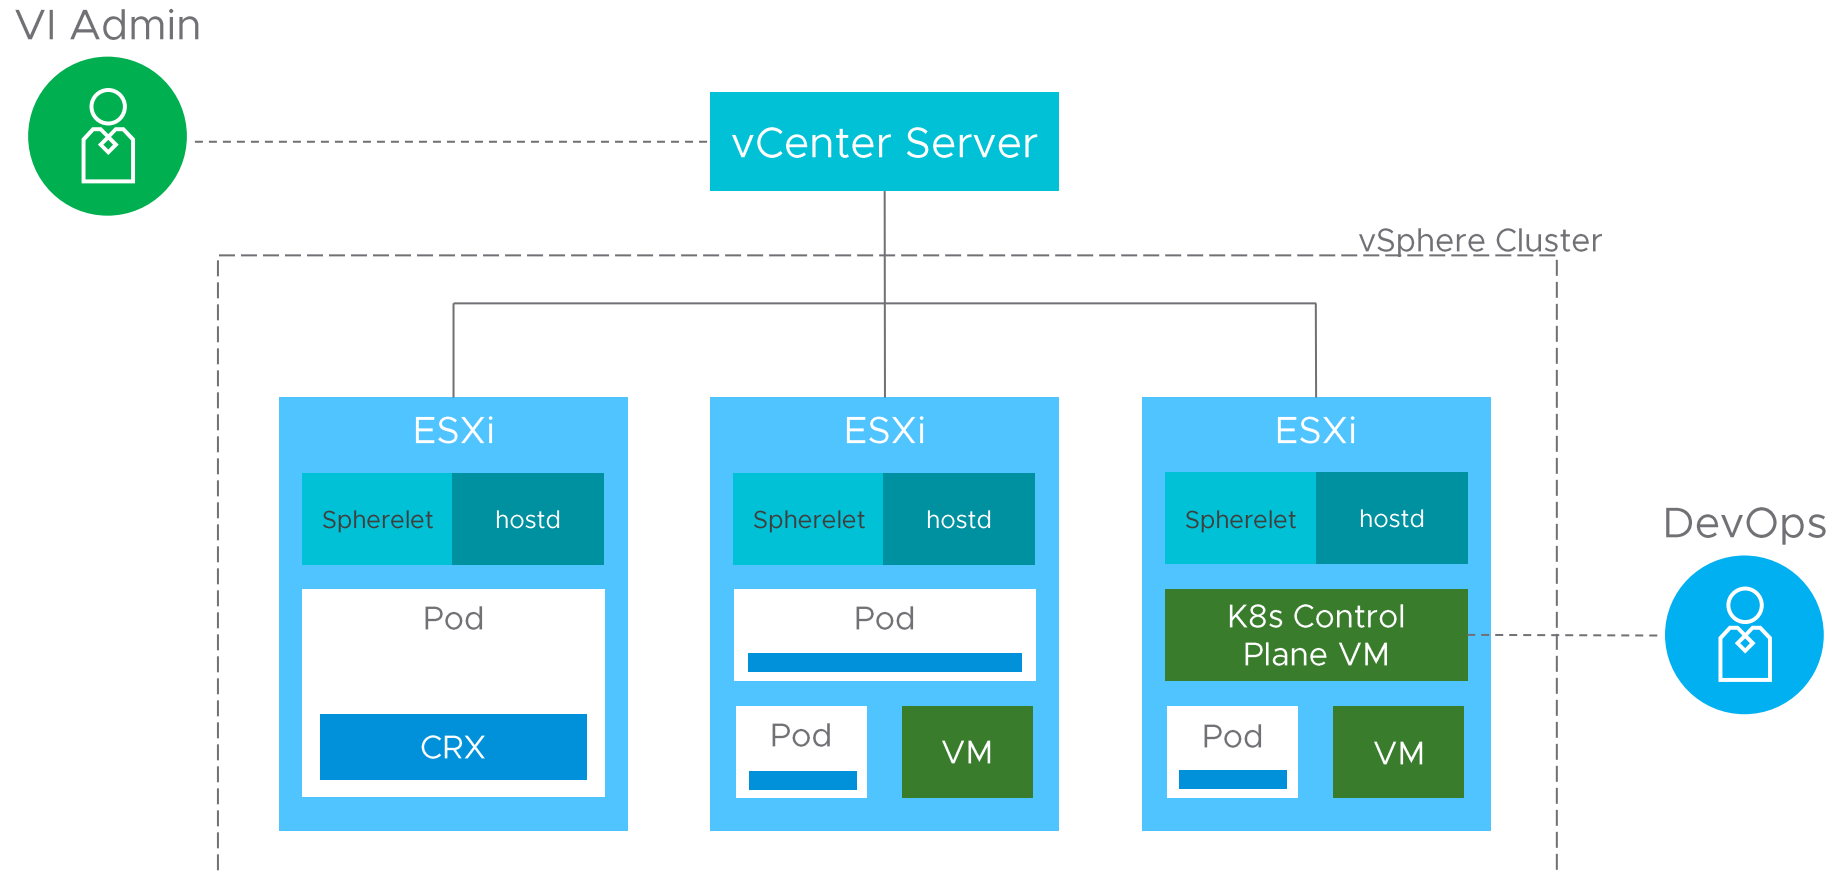 VI Admin
vCenter Server
vSphere Cluster
ESXi
Spherelet
hostd
Pod
CRX
ESXi
Spherelet
hostd
Pod
Pod
VM
ESXi
Spherelet
hostd
K8s Control
Plane VM
Pod
VM
DevOps